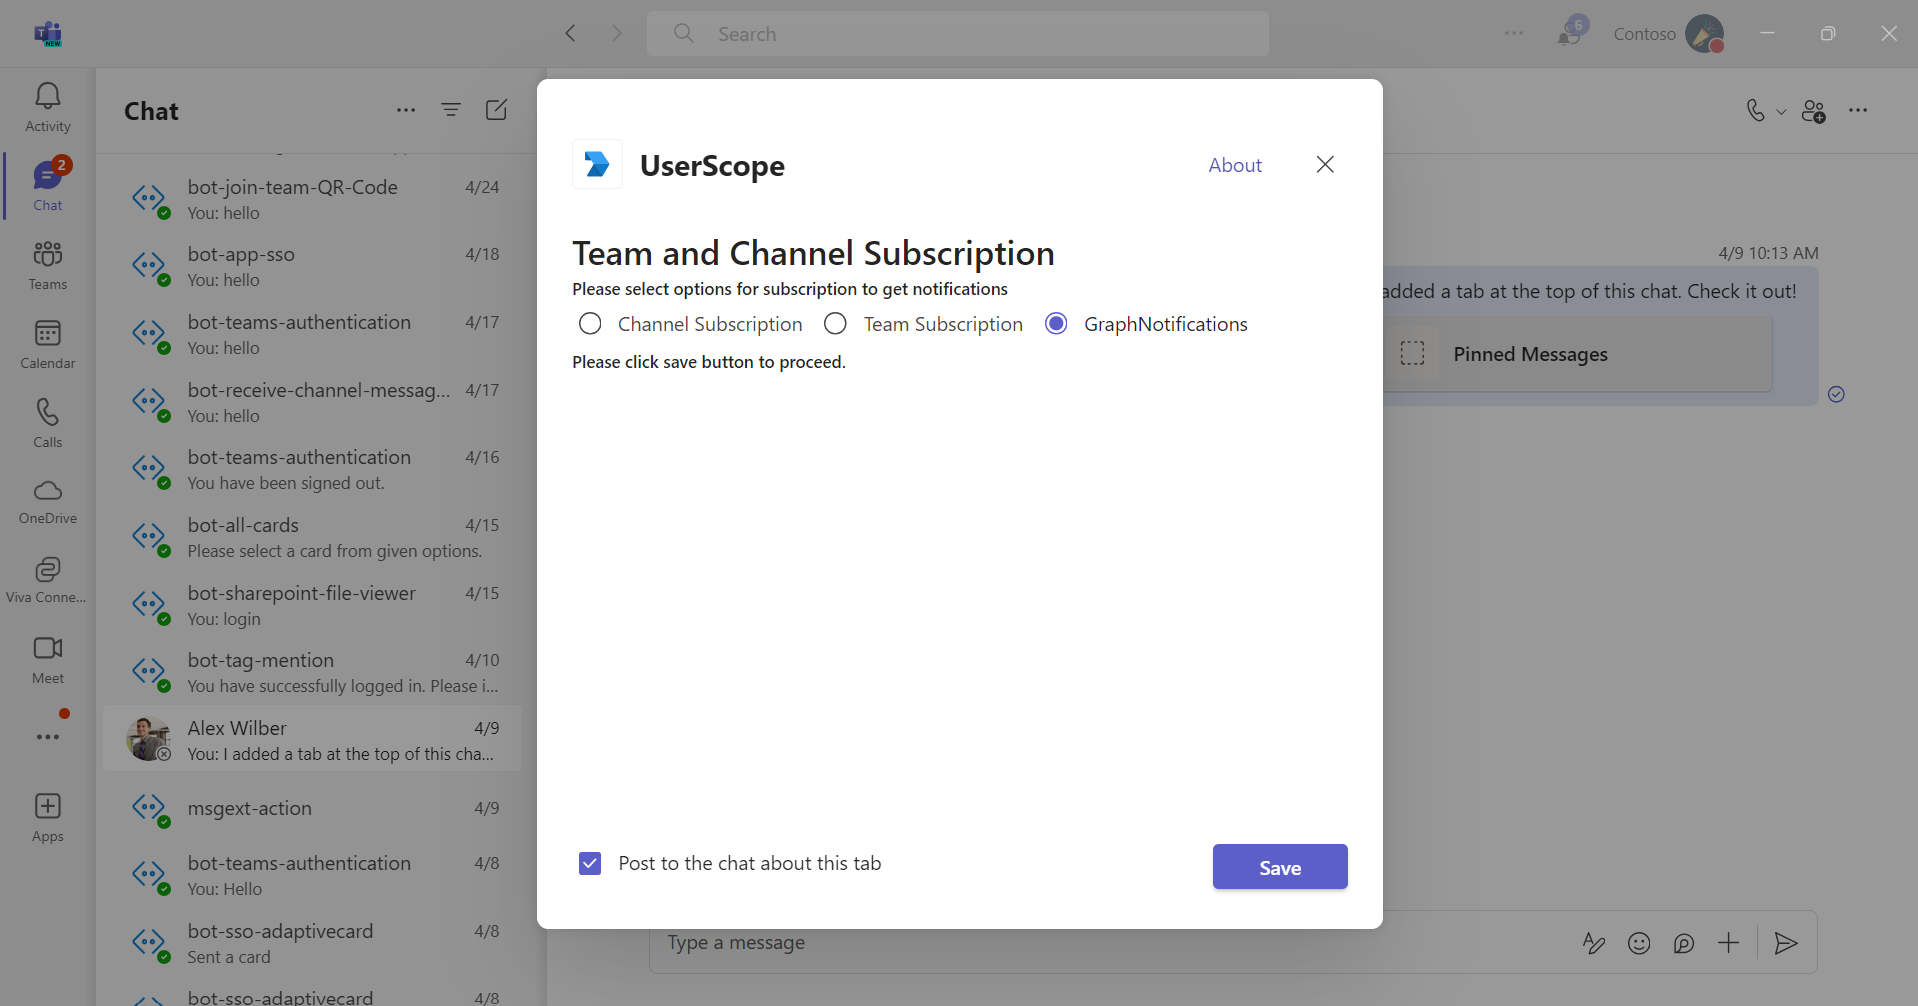 NEW
Search
6
Contoso
Activity
2
Chat
Teams
Calendar
Calls
OneDrive
Viva Conne...
Meet
Apps
Chat
bot-join-team-QR-Code 4/24
You: hello
bot-app-sso 4/18
You: hello
bot-teams-authentication 4/17
You: hello
bot-receive-channel-messag... 4/17
You: hello
bot-teams-authentication 4/16
You have been signed out.
bot-all-cards 4/15
Please select a card from given options.
bot-sharepoint-file-viewer 4/15
You: login
bot-tag-mention 4/10
You have successfully logged in. Please i...
Alex Wilber 4/9
You: I added a tab at the top of this cha...
msgext-action 4/9
bot-teams-authentication 4/8
You: Hello
bot-sso-adaptivecard 4/8
Sent a card
bot-sso-adaptivecard 4/8
UserScope
About
Team and Channel Subscription
Please select options for subscription to get notifications
Channel Subscription Team Subscription GraphNotifications
Please click save button to proceed.
Post to the chat about this tab
Save
4/9 10:13 AM
added a tab at the top of this chat. Check it out!
Pinned Messages
Type a message